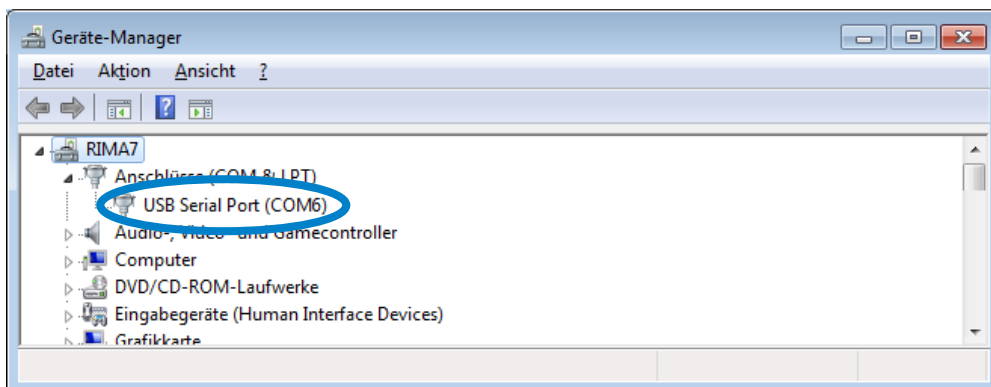 Geräte-Manager
Datei Aktion Ansicht ?
RIMA7
Anschlüsse (COM & LPT)
USB Serial Port (COM6)
Audio-, Video- und Gamecontroller
Computer
DVD/CD-ROM-Laufwerke
Eingabegeräte (Human Interface Devices)
Grafikkarte